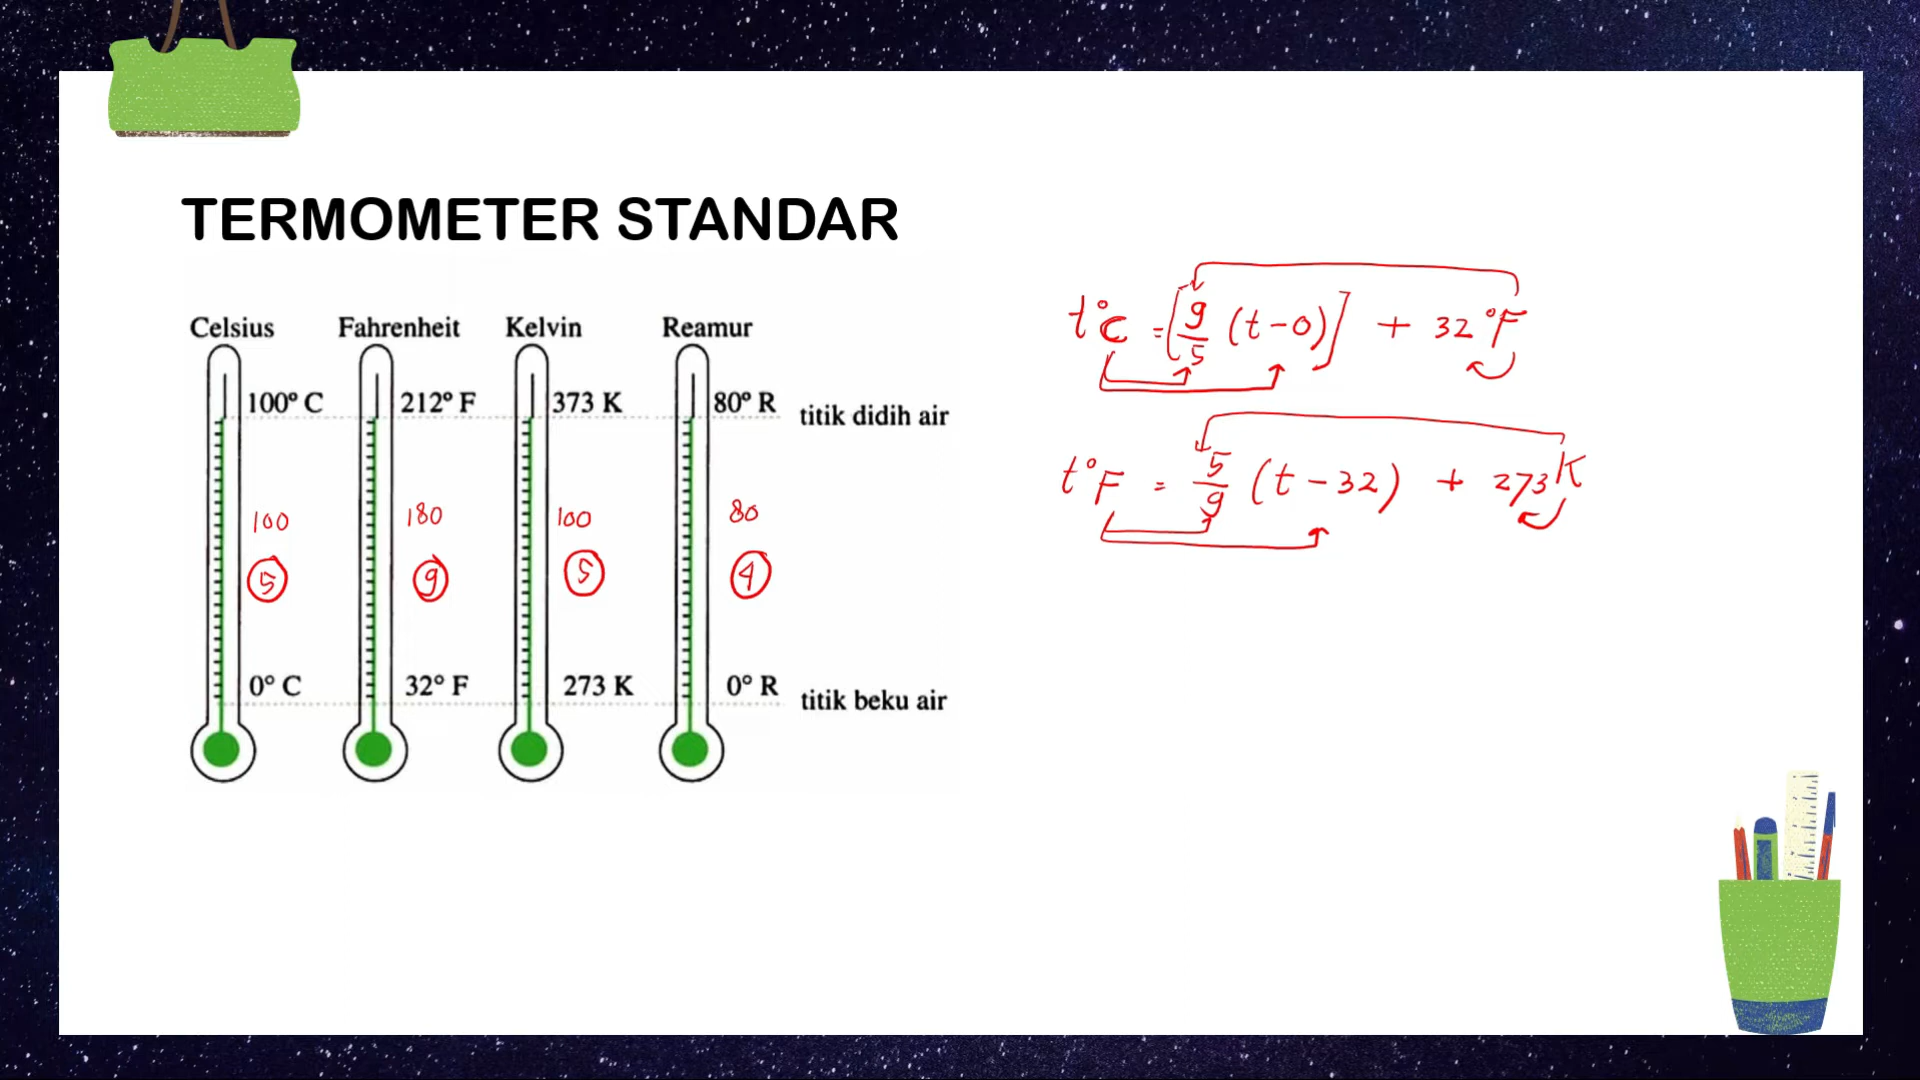 TERMOMETER STANDAR
Celsius Fahrenheit Kelvin Reamur
100° C 212° F 373 K 80° R titik didih air
100 180 100 80
5 9 5 4
0° C 32° F 273 K 0° R titik beku air
t°C = [9/5 (t-0)] + 32°F
t°F = 5/9 (t-32) + 273K